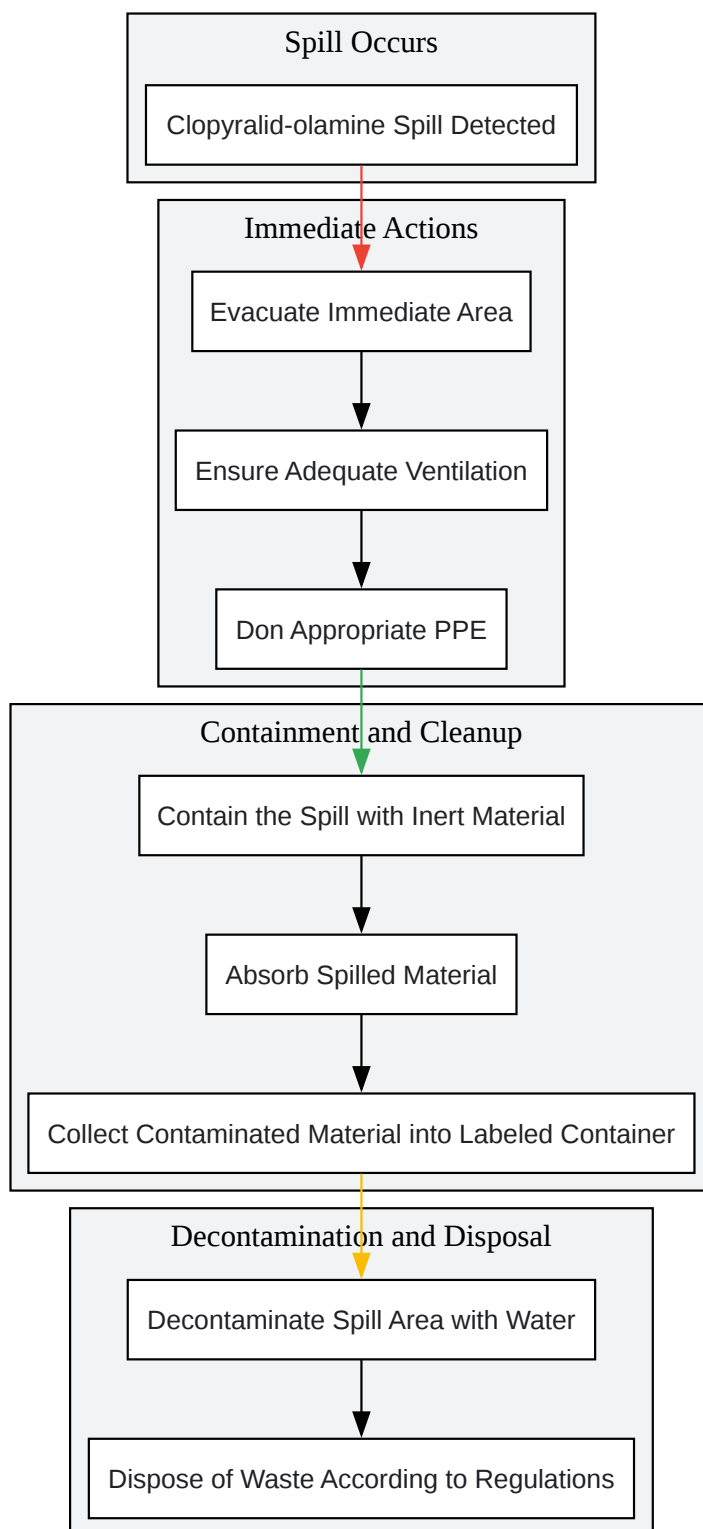 Spill Occurs
Clopyralid-olamine Spill Detected
Immediate Actions
Evacuate Immediate Area
Ensure Adequate Ventilation
Don Appropriate PPE
Containment and Cleanup
Contain the Spill with Inert Material
Absorb Spilled Material
Collect Contaminated Material into Labeled Container
Decontamination and Disposal
Decontaminate Spill Area with Water
Dispose of Waste According to Regulations